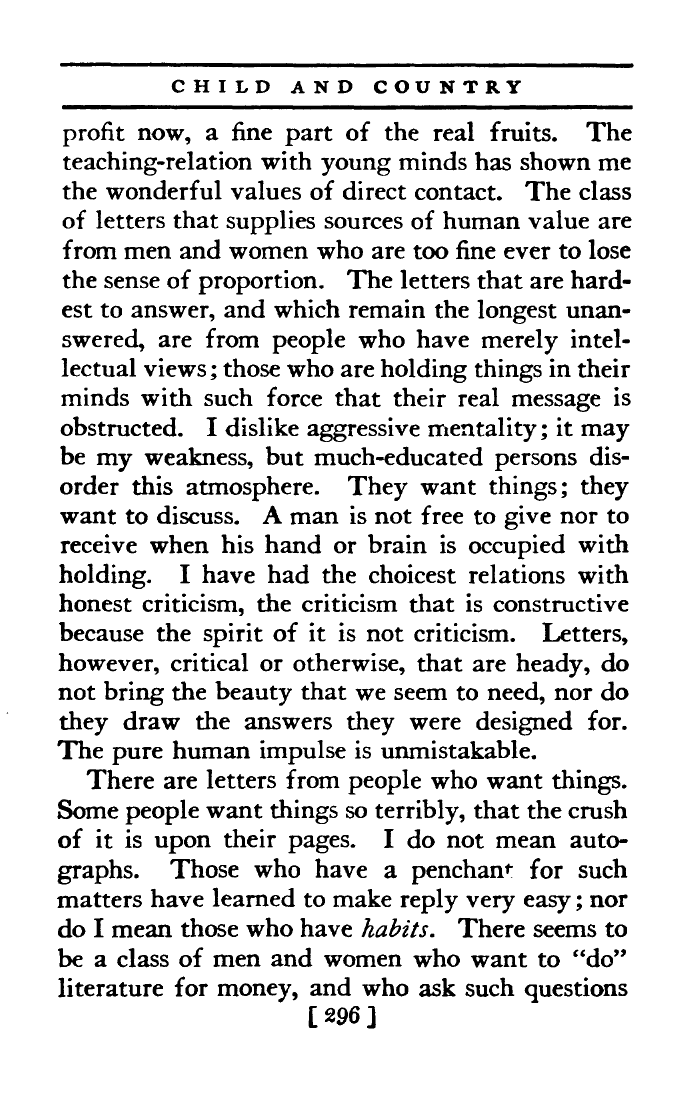 CHILD AND COUNTRY
profit now, a fine part of the real fruits. The
teaching-relation with young minds has shown me
the wonderful values of direct contact. The class
of letters that supplies sources of human value are
from men and women who are too fine ever to lose
the sense of proportion. The letters that are hard-
est to answer, and which remain the longest unan-
swered, are from people who have merely intel-
lectual views; those who are holding things in their
minds with such force that their real message is
obstructed. I dislike aggressive mentality; it may
be my weakness, but much-educated persons dis-
order this atmosphere. They want things; they
want to discuss. A man is not free to give nor to
receive when his hand or brain is occupied with
holding. I have had the choicest relations with
honest criticism, the criticism that is constructive
because the spirit of it is not criticism. Letters,
however, critical or otherwise, that are heady, do
not bring the beauty that we seem to need, nor do
they draw the answers they were designed for.
The pure human impulse is unmistakable.
There are letters from people who want things.
Some people want things so terribly, that the crush
of it is upon their pages. I do not mean auto-
graphs. Those who have a penchant for such
matters have learned to make reply very easy; nor
do I mean those who have habits. There seems to
be a class of men and women who want to “do”
literature for money, and who ask such questions
[ 296 ]